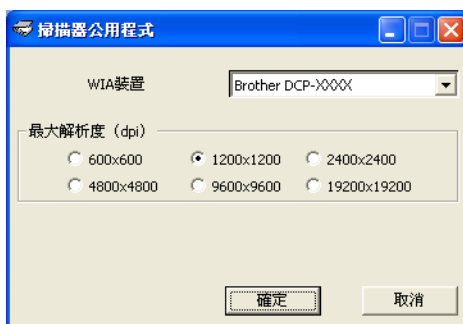 掃描器公用程式
WIA裝置 Brother DCP-XXXX
最大解析度 (dpi)
600x600 1200x1200 2400x2400
4800x4800 9600x9600 19200x19200
確定 取消